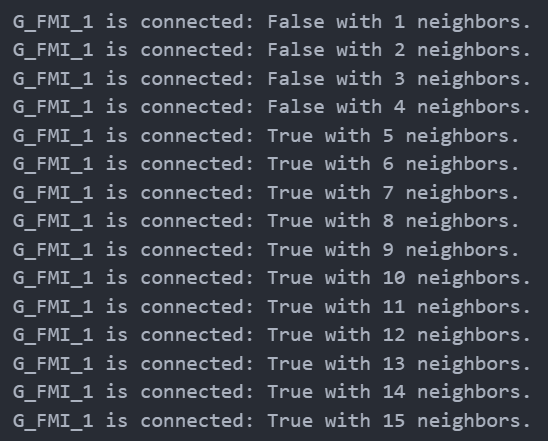 G_FMI_1 is connected: False with 1 neighbors.
G_FMI_1 is connected: False with 2 neighbors.
G_FMI_1 is connected: False with 3 neighbors.
G_FMI_1 is connected: False with 4 neighbors.
G_FMI_1 is connected: True with 5 neighbors.
G_FMI_1 is connected: True with 6 neighbors.
G_FMI_1 is connected: True with 7 neighbors.
G_FMI_1 is connected: True with 8 neighbors.
G_FMI_1 is connected: True with 9 neighbors.
G_FMI_1 is connected: True with 10 neighbors.
G_FMI_1 is connected: True with 11 neighbors.
G_FMI_1 is connected: True with 12 neighbors.
G_FMI_1 is connected: True with 13 neighbors.
G_FMI_1 is connected: True with 14 neighbors.
G_FMI_1 is connected: True with 15 neighbors.